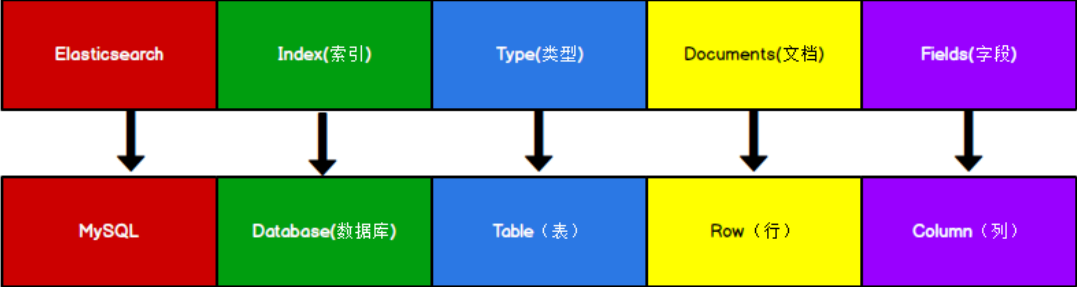 Elasticsearch
Index(索引)
Type(类型)
Documents(文档)
Fields(字段)
MySQL
Database(数据库)
Table（表）
Row（行）
Column（列）